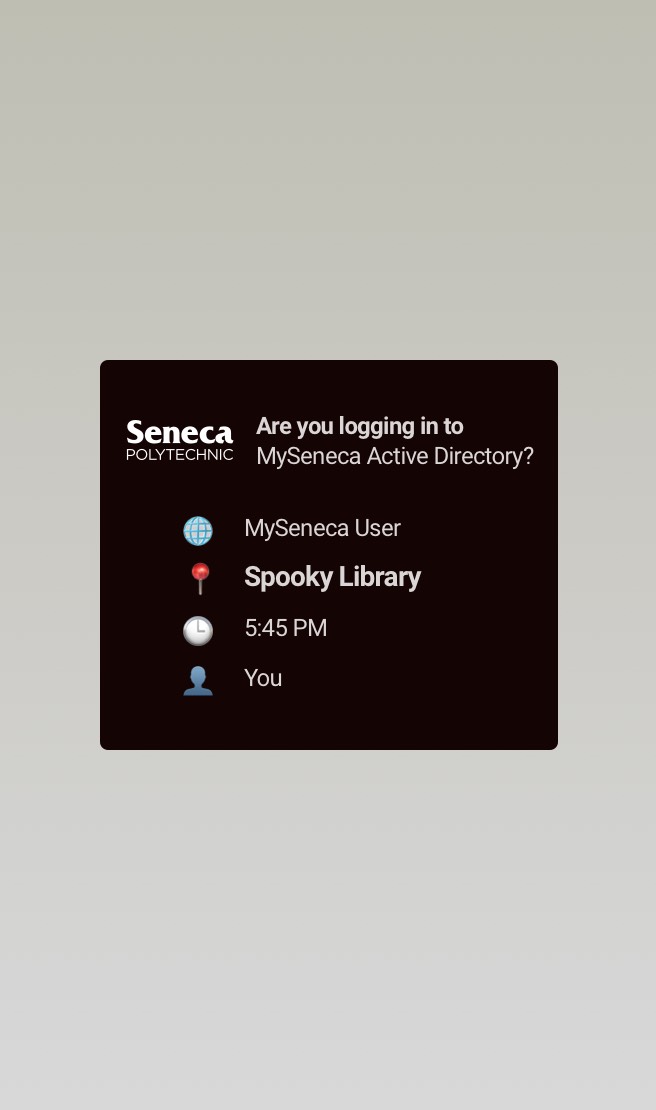 Seneca
POLYTECHNIC
Are you logging in to
MySeneca Active Directory?
MySeneca User
Spooky Library
5:45 PM
You